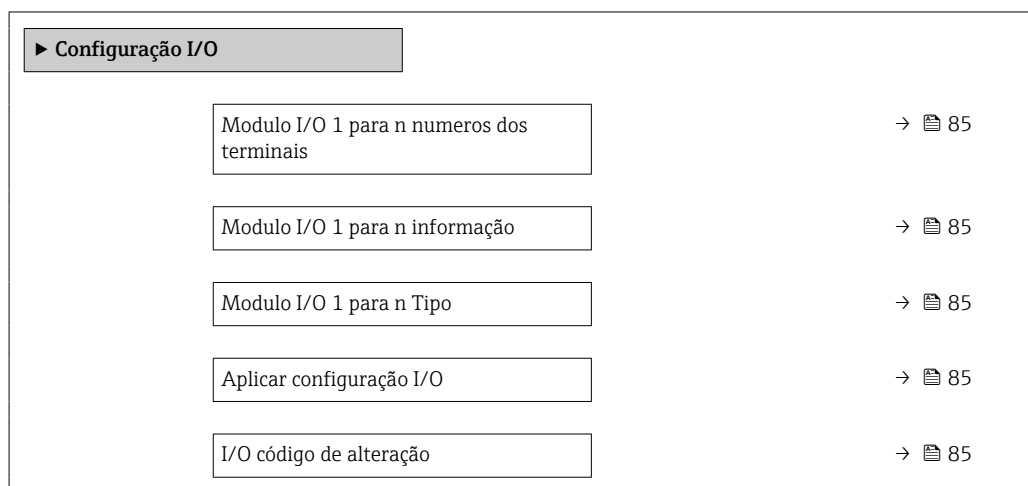 ▶ Configuração I/O
Modulo I/O 1 para n numeros dos
terminais
→ 85
Modulo I/O 1 para n informação
→ 85
Modulo I/O 1 para n Tipo
→ 85
Aplicar configuração I/O
→ 85
I/O código de alteração
→ 85